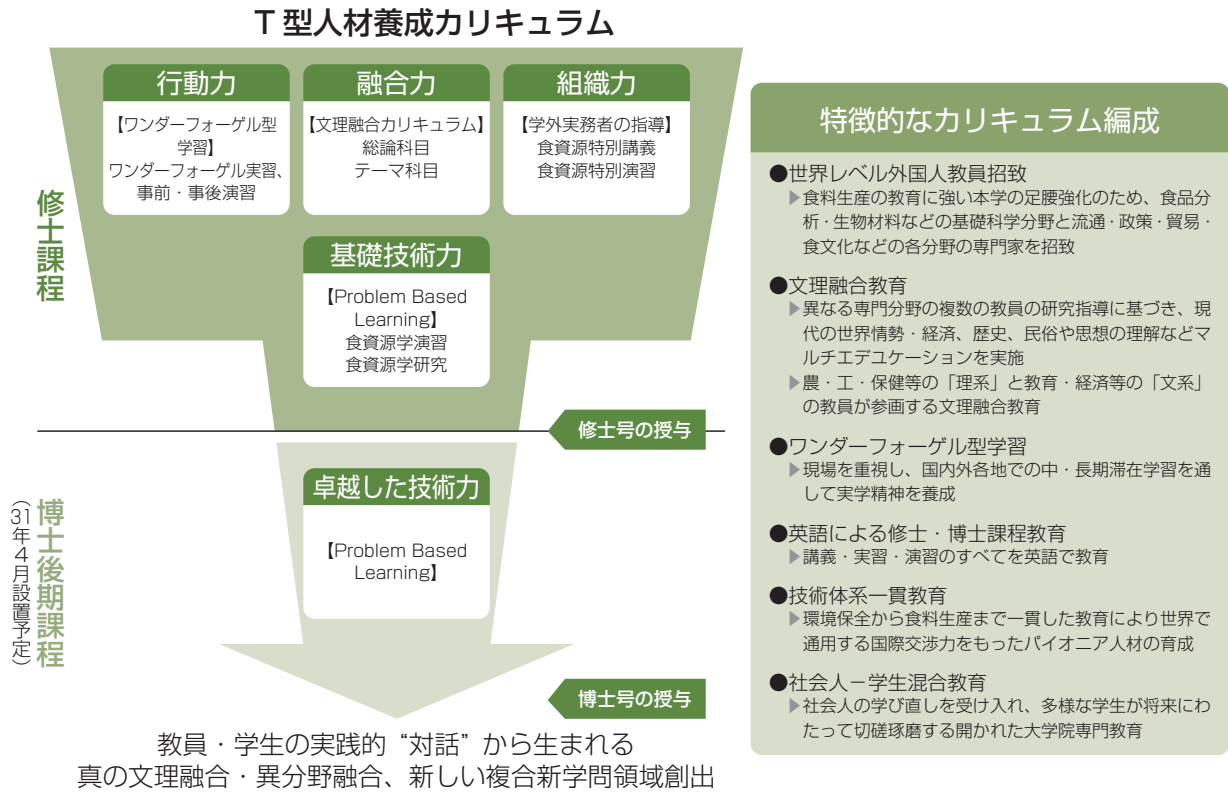 T型人材養成カリキュラム
修士課程
行動力
【ワンダーフォーゲル型
学習】
ワンダーフォーゲル実習、
事前・事後演習
融合力
【文理融合カリキュラム】
総論科目
テーマ科目
組織力
【学外実務者の指導】
食資源特別講義
食資源特別演習
基礎技術力
【Problem Based
Learning】
食資源学演習
食資源学研究
修士号の授与
博士後期課程
（31年4月設置予定）
卓越した技術力
【Problem Based
Learning】
博士号の授与
教員・学生の実践的“対話”から生まれる
真の文理融合・異分野融合、新しい複合新学問領域創出
特徴的なカリキュラム編成
●世界レベル外国人教員招致
▶食料生産の教育に強い本学の足腰強化のため、食品分
析・生物材料などの基礎科学分野と流通・政策・貿易・
食文化などの各分野の専門家を招致
●文理融合教育
▶異なる専門分野の複数の教員の研究指導に基づき、現
代の世界情勢・経済、歴史、民俗や思想の理解などマ
ルチエデユケーションを実施
▶農・工・保健等の「理系」と教育・経済等の「文系」
の教員が参画する文理融合教育
●ワンダーフォーゲル型学習
▶現場を重視し、国内外各地での中・長期滞在学習を通
して実学精神を養成
●英語による修士・博士課程教育
▶講義・実習・演習のすべてを英語で教育
●技術体系一貫教育
▶環境保全から食料生産まで一貫した教育により世界で
通用する国際交渉力をもったパイオニア人材の育成
●社会人－学生混合教育
▶社会人の学び直しを受け入れ、多様な学生が将来にわ
たって切磋琢磨する開かれた大学院専門教育